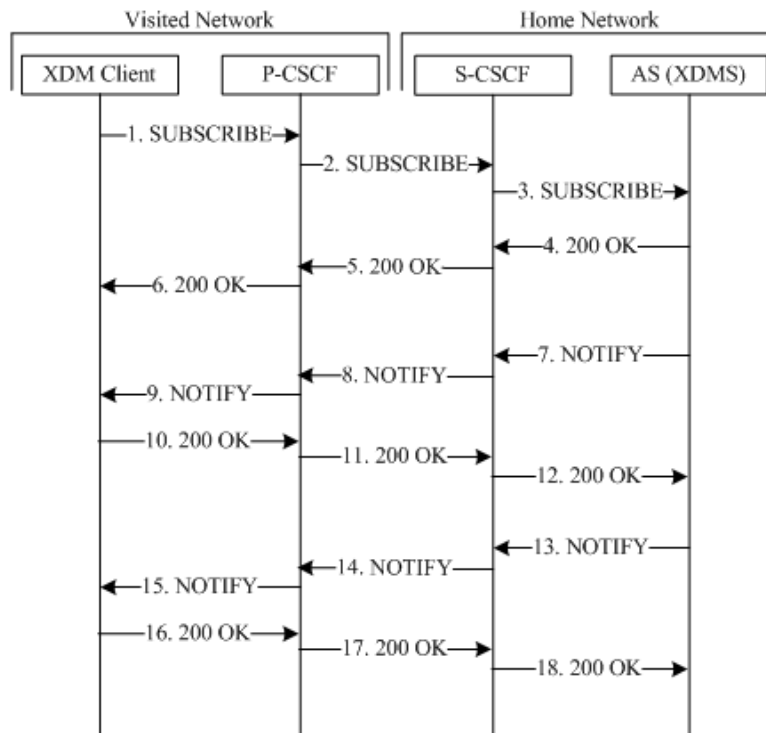 Visited Network
Home Network
XDM Client
P-CSCF
S-CSCF
AS (XDMS)
1. SUBSCRIBE
2. SUBSCRIBE
3. SUBSCRIBE
4. 200 OK
5. 200 OK
6. 200 OK
7. NOTIFY
8. NOTIFY
9. NOTIFY
10. 200 OK
11. 200 OK
12. 200 OK
13. NOTIFY
14. NOTIFY
15. NOTIFY
16. 200 OK
17. 200 OK
18. 200 OK